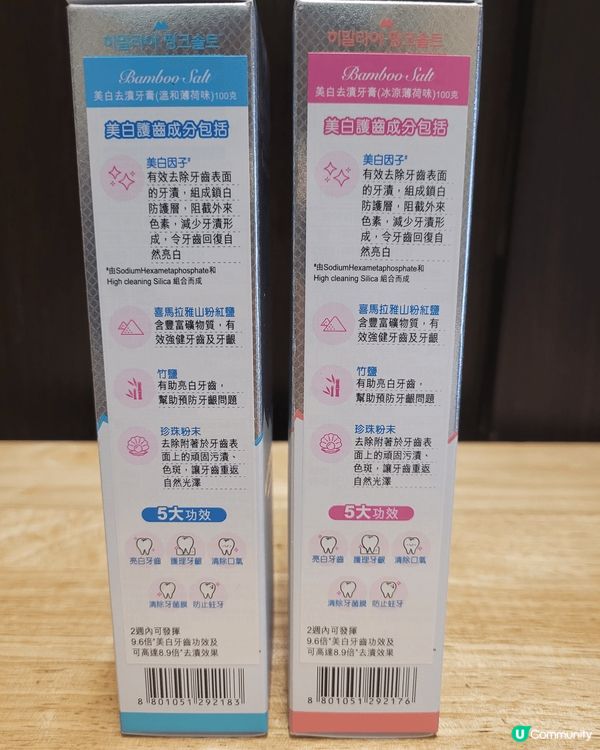 히말라야 핑크솔트
Bamboo Salt
美白去漬牙膏(溫和薄荷味)100克
美白護齒成分包括
美白因子#
有效去除牙齒表面
的牙漬，組成鎖白
防護層，阻截外來
色素，減少牙漬形
成，令牙齒回復自
然亮白
#由SodiumHexametaphosphate和
High cleaning Silica 組合而成
喜馬拉雅山粉紅鹽
含豐富礦物質，有
效強健牙齒及牙齦
竹鹽
有助亮白牙齒，
幫助預防牙齦問題
珍珠粉末
去除附著於牙齒表
面上的頑固污漬、
色斑，讓牙齒重返
自然光澤
5大功效
亮白牙齒 護理牙齦 清除口氣
清除牙菌膜 防止蛀牙
2週內可發揮
9.6倍*美白牙齒功效及
可高達8.9倍*去漬效果
8 801051 292183
히말라야 핑크솔트
Bamboo Salt
美白去漬牙膏(冰涼薄荷味)100克
美白護齒成分包括
美白因子#
有效去除牙齒表面
的牙漬，組成鎖白
防護層，阻截外來
色素，減少牙漬形
成，令牙齒回復自
然亮白
#由SodiumHexametaphosphate和
High cleaning Silica 組合而成
喜馬拉雅山粉紅鹽
含豐富礦物質，有
效強健牙齒及牙齦
竹鹽
有助亮白牙齒，
幫助預防牙齦問題
珍珠粉末
去除附著於牙齒表
面上的頑固污漬、
色斑，讓牙齒重返
自然光澤
5大功效
亮白牙齒 護理牙齦 清除口氣
清除牙菌膜 防止蛀牙
2週內可發揮
9.6倍*美白牙齒功效及
可高達8.9倍*去漬效果
8 801051 292176
U Community